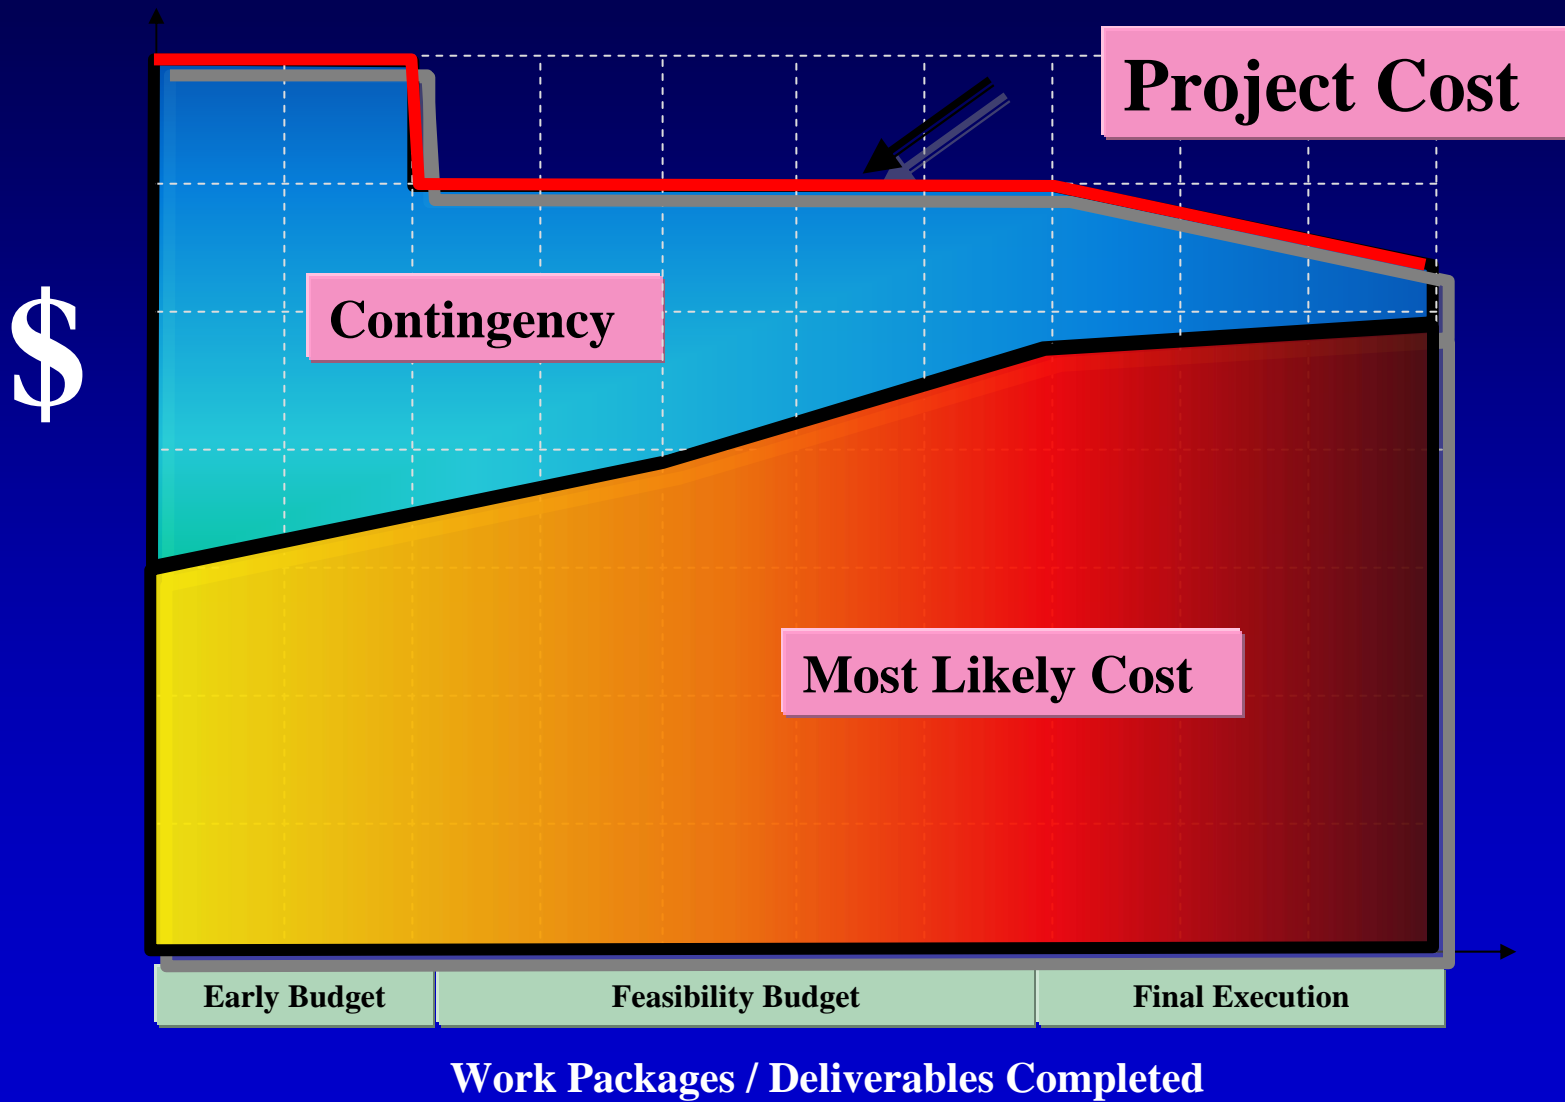 Project Cost
$
Contingency
Most Likely Cost
Early Budget
Feasibility Budget
Final Execution
Work Packages / Deliverables Completed